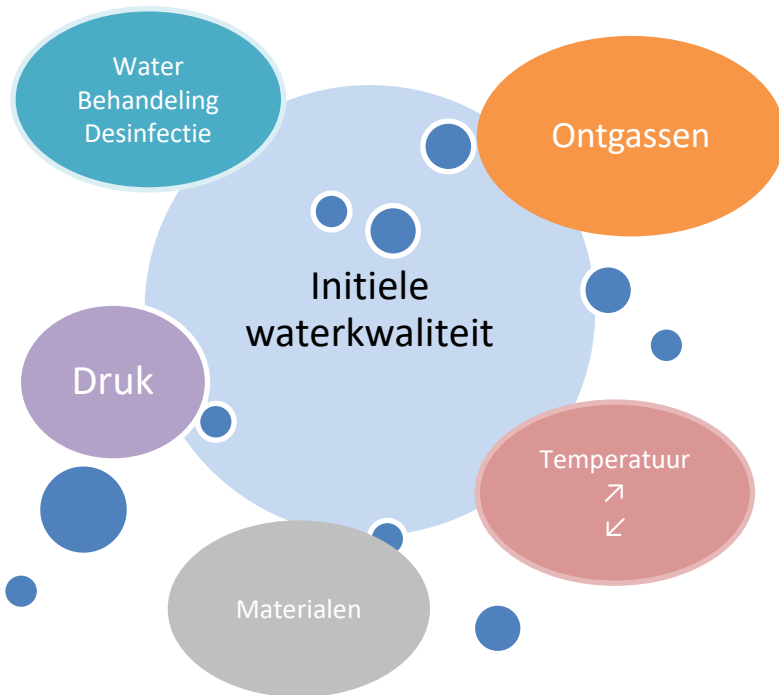 Water
Behandeling
Desinfectie
Ontgassen
Initiele
waterkwaliteit
Druk
Temperatuur
↗
↙
Materialen